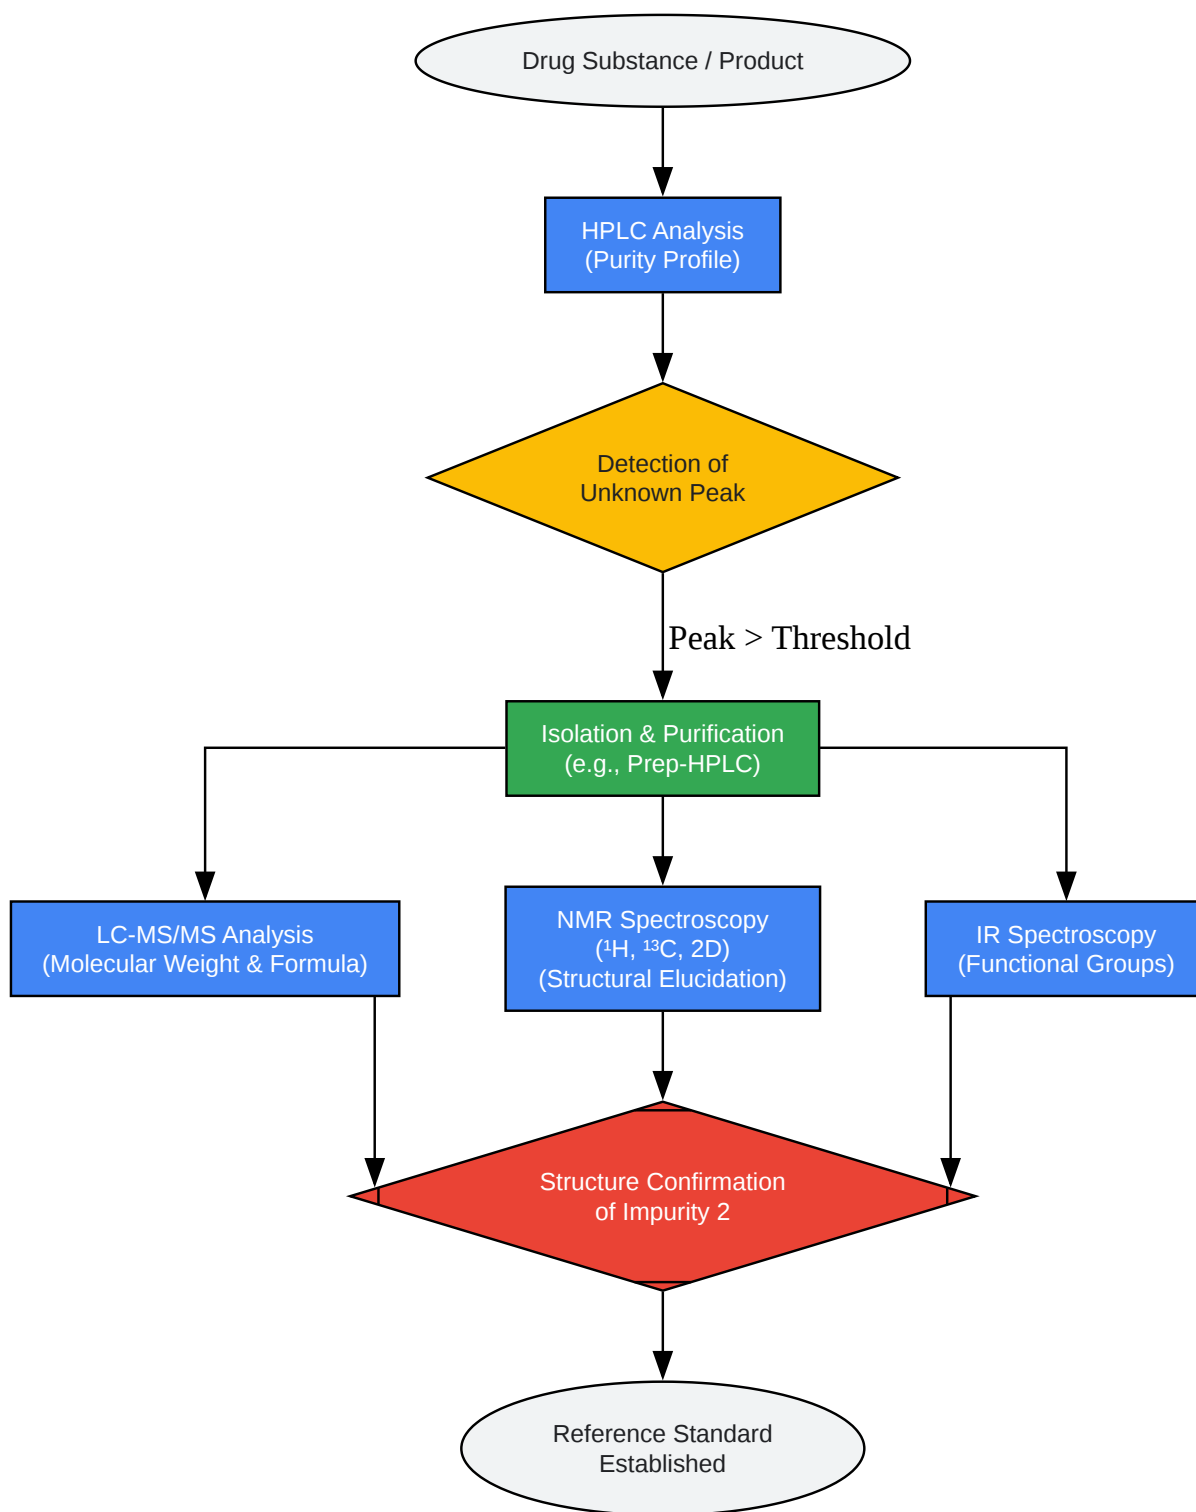 Drug Substance / Product
HPLC Analysis
(Purity Profile)
Detection of
Unknown Peak
Peak > Threshold
Isolation & Purification
(e.g., Prep-HPLC)
LC-MS/MS Analysis
(Molecular Weight & Formula)
NMR Spectroscopy
(¹H, ¹³C, 2D)
(Structural Elucidation)
IR Spectroscopy
(Functional Groups)
Structure Confirmation
of Impurity 2
Reference Standard
Established